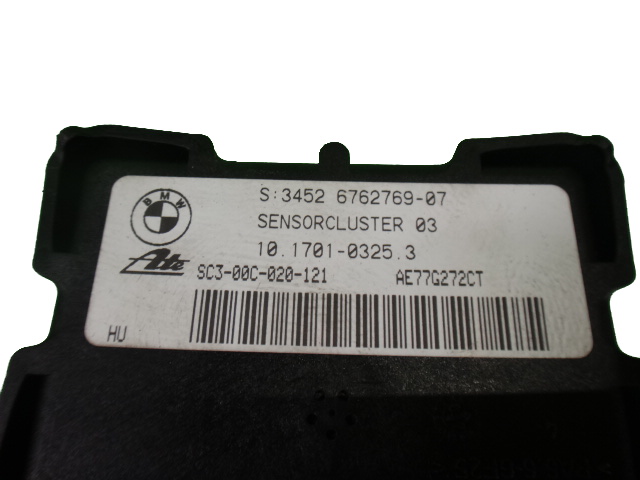 BMW
S:3452 6762769-07
SENSORCLUSTER 03
10.1701-0325.3
Ate
SC3-00C-020-121 AE77G272CT
HU